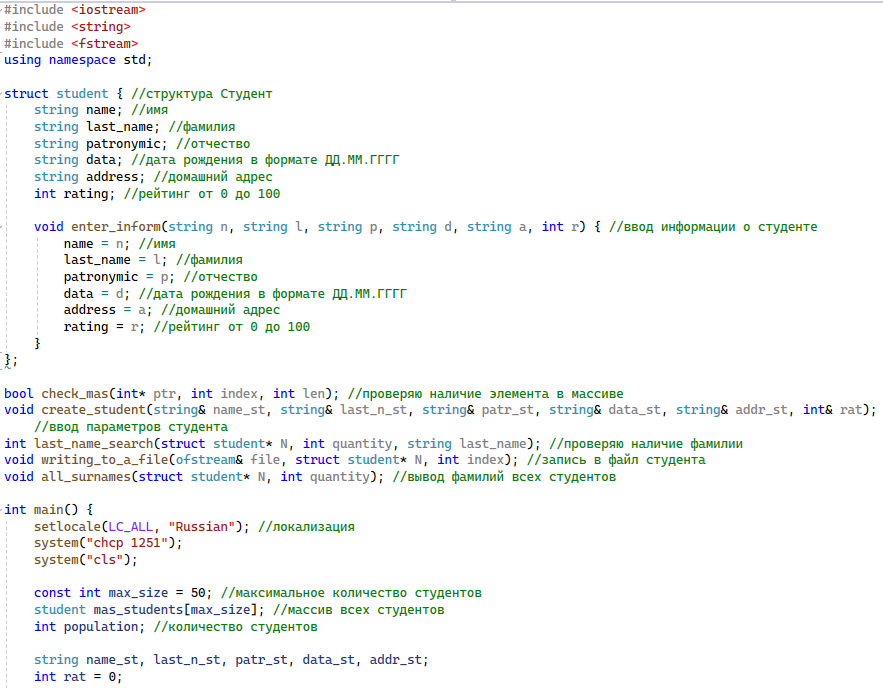 #include <iostream>
#include <string>
#include <fstream>
using namespace std;

struct student { //структура Студент
    string name; //имя
    string last_name; //фамилия
    string patronymic; //отчество
    string data; //дата рождения в формате ДД.ММ.ГГГГ
    string address; //домашний адрес
    int rating; //рейтинг от 0 до 100

    void enter_inform(string n, string l, string p, string d, string a, int r) { //ввод информации о студенте
        name = n; //имя
        last_name = l; //фамилия
        patronymic = p; //отчество
        data = d; //дата рождения в формате ДД.ММ.ГГГГ
        address = a; //домашний адрес
        rating = r; //рейтинг от 0 до 100
    }
};

bool check_mas(int* ptr, int index, int len); //проверяю наличие элемента в массиве
void create_student(string& name_st, string& last_n_st, string& patr_st, string& data_st, string& addr_st, int& rat);
    //ввод параметров студента
int last_name_search(struct student* N, int quantity, string last_name); //проверяю наличие фамилии
void writing_to_a_file(ofstream& file, struct student* N, int index); //запись в файл студента
void all_surnames(struct student* N, int quantity); //вывод фамилий всех студентов

int main() {
    setlocale(LC_ALL, "Russian"); //локализация
    system("chcp 1251");
    system("cls");

    const int max_size = 50; //максимальное количество студентов
    student mas_students[max_size]; //массив всех студентов
    int population; //количество студентов

    string name_st, last_n_st, patr_st, data_st, addr_st;
    int rat = 0;